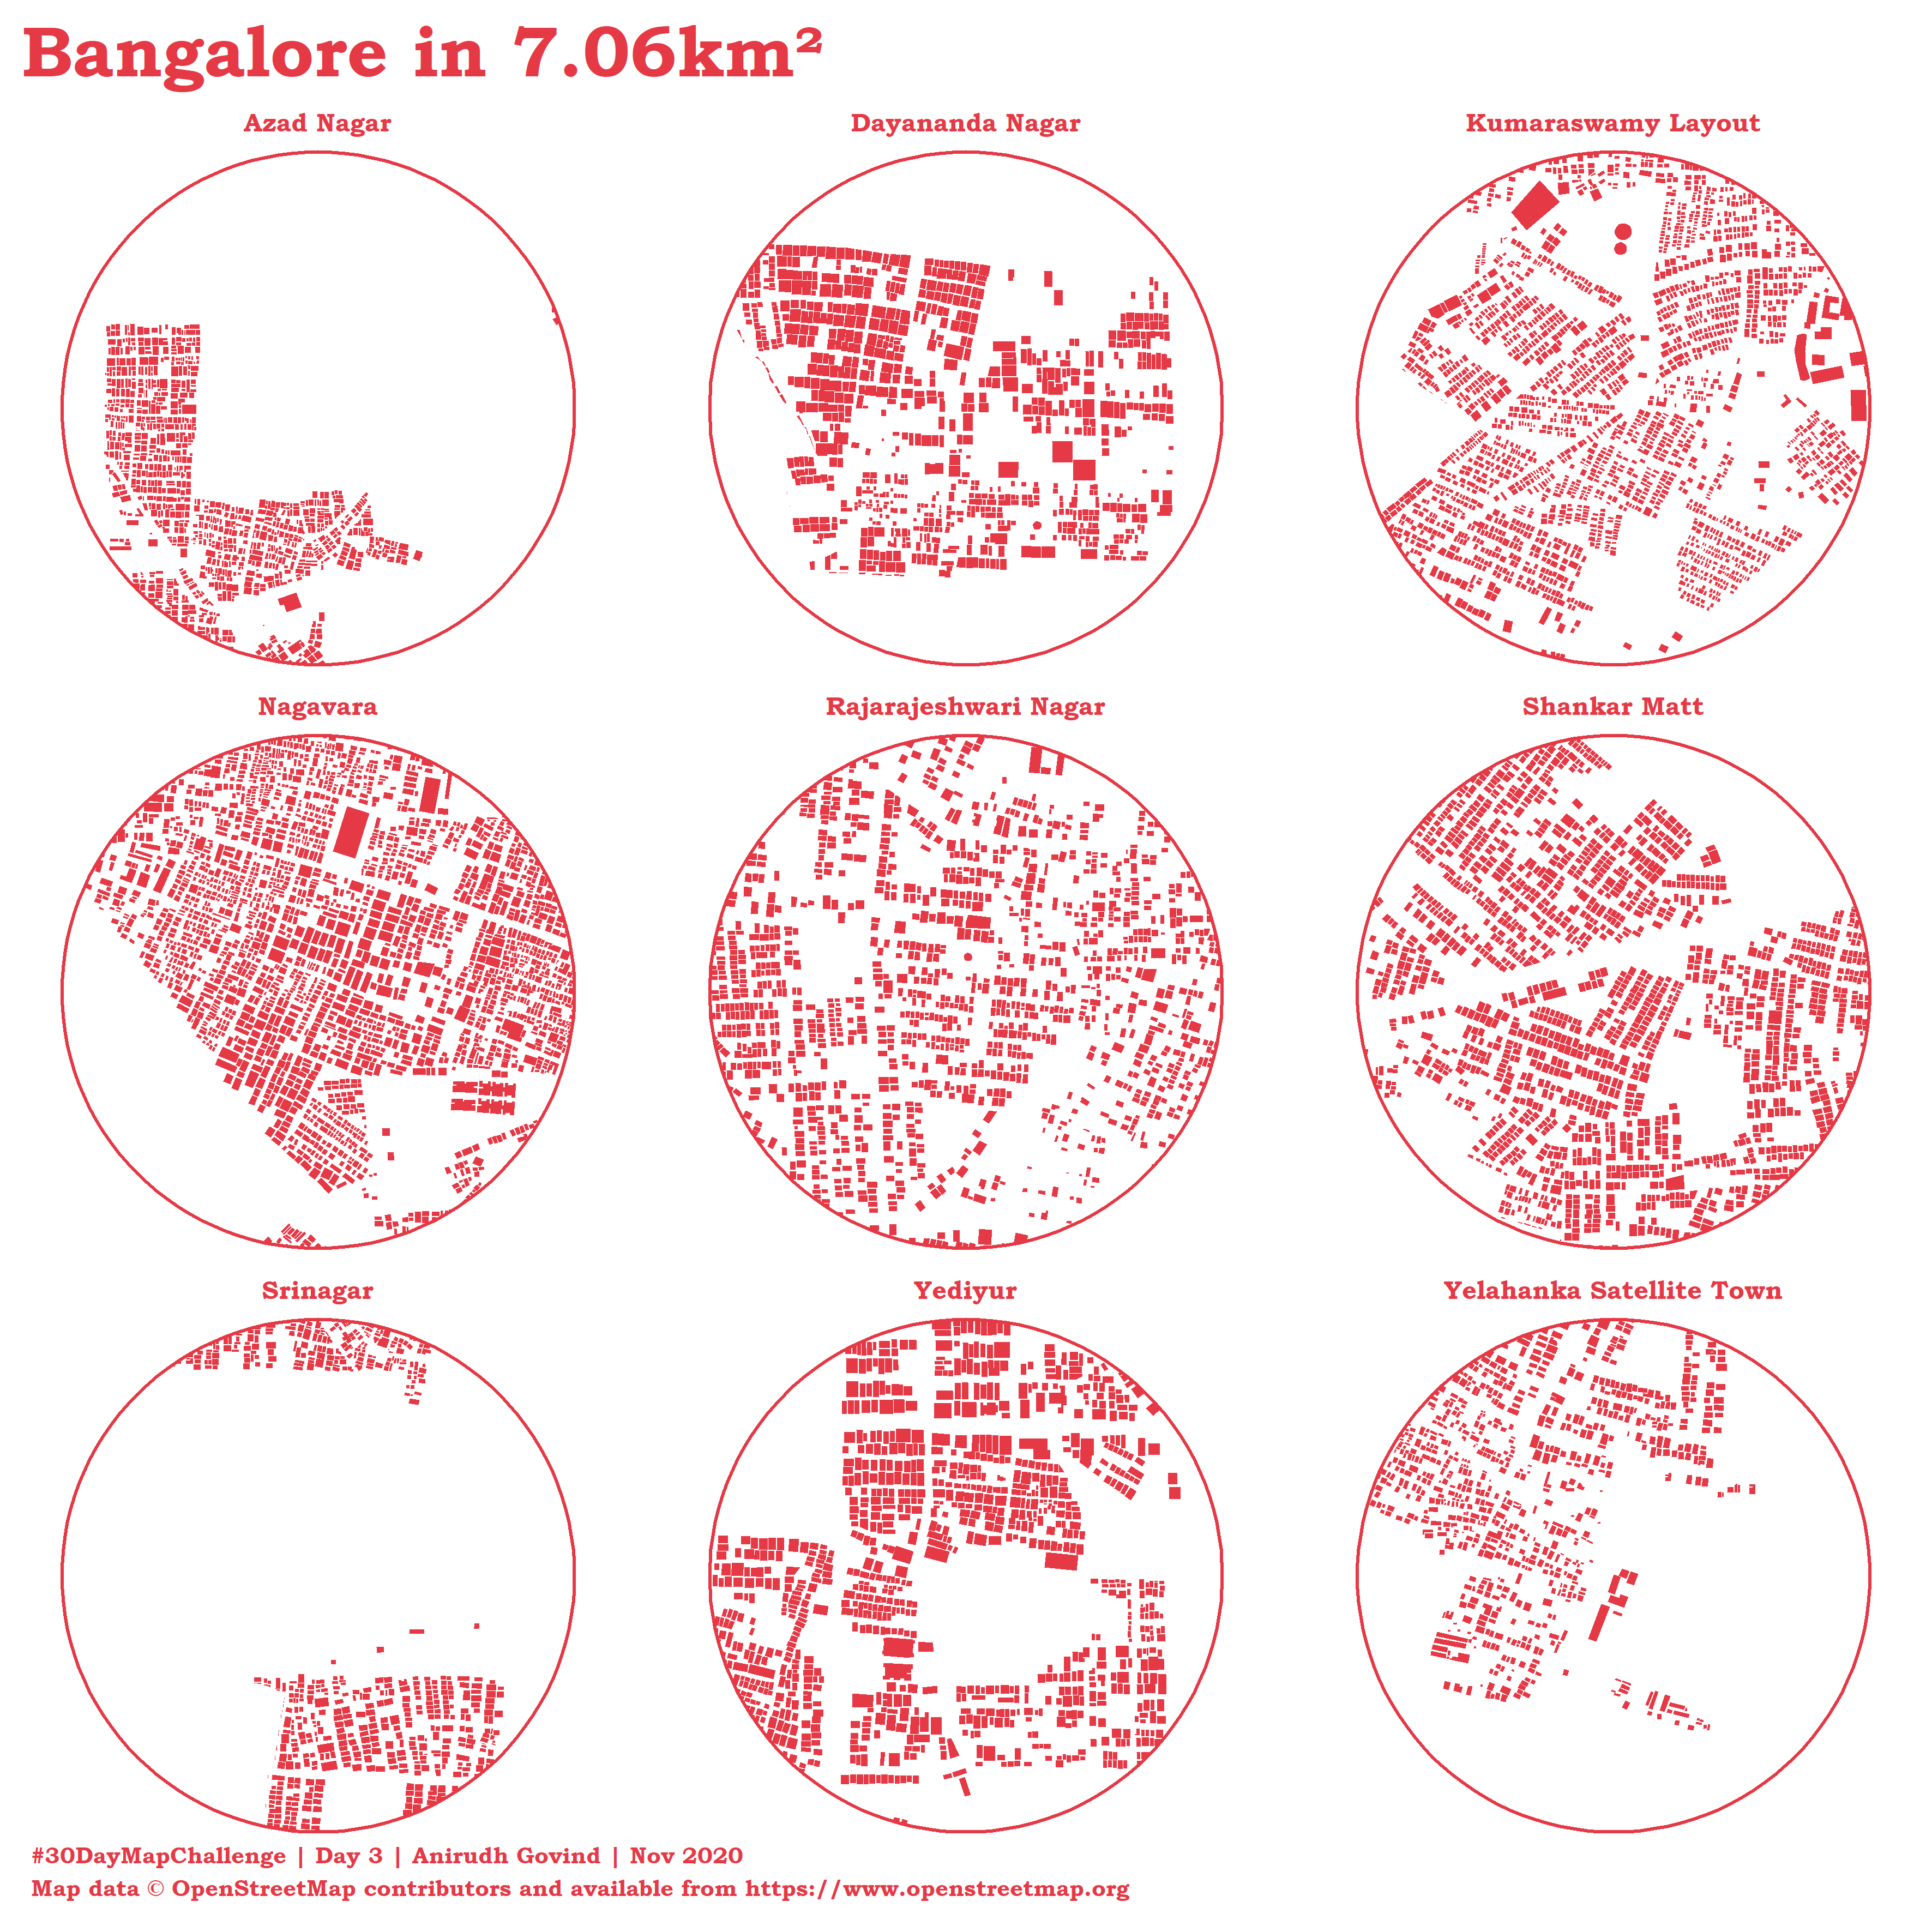 Bangalore in 7.06km²
Azad Nagar
Dayananda Nagar
Kumaraswamy Layout
Nagavara
Rajarajeshwari Nagar
Shankar Matt
Srinagar
Yediyur
Yelahanka Satellite Town
#30DayMapChallenge | Day 3 | Anirudh Govind | Nov 2020
Map data © OpenStreetMap contributors and available from https://www.openstreetmap.org